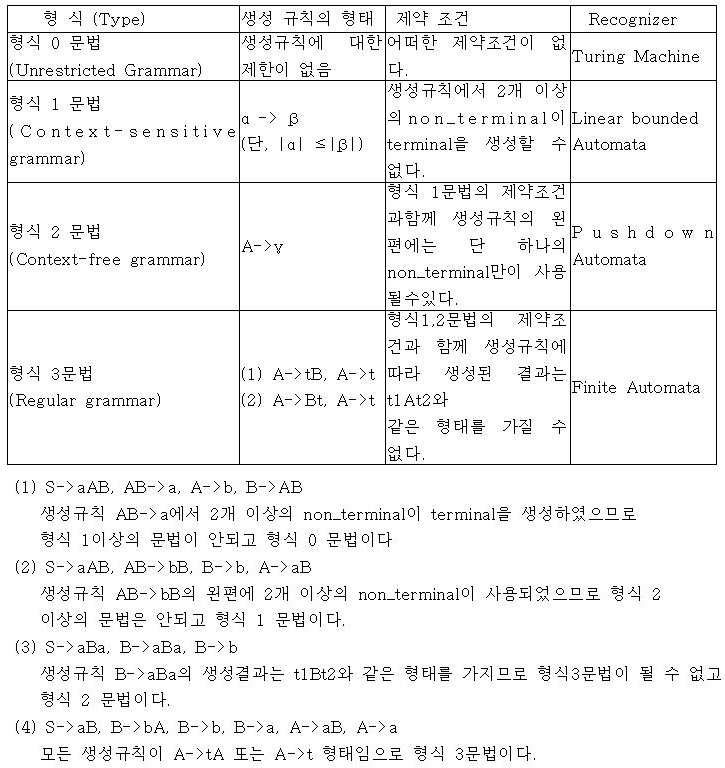 형 식 (Type) 생성 규칙의 형태 제약 조건 Recognizer
형식 0 문법
(Unrestricted Grammar)
생성규칙에 대한
제한이 없음
어떠한 제약조건이 없
다.
Turing Machine
형식 1 문법
(Context-sensitive
grammar)
α -> β
(단, |α| ≤|β|)
생성규칙에서 2개 이상
의 non_terminal이
terminal을 생성할 수
없다.
Linear bounded
Automata
형식 2 문법
(Context-free grammar)
A->γ
형식 1문법의 제약조건
과함께 생성규칙의 왼
편에는 단 하나의
non_terminal만이 사용
될수있다.
Pushdown
Automata
형식 3문법
(Regular grammar)
(1) A->tB, A->t
(2) A->Bt, A->t
형식1,2문법의 제약조
건과 함께 생성규칙에
따라 생성된 결과는
t1At2와
같은 형태를 가질 수
없다.
Finite Automata
(1) S->aAB, AB->a, A->b, B->AB
생성규칙 AB->a에서 2개 이상의 non_terminal이 terminal을 생성하였으므로
형식 1이상의 문법이 안되고 형식 0 문법이다
(2) S->aAB, AB->bB, B->b, A->aB
생성규칙 AB->bB의 왼편에 2개 이상의 non_terminal이 사용되었으므로 형식 2
이상의 문법은 안되고 형식 1 문법이다.
(3) S->aBa, B->aBa, B->b
생성규칙 B->aBa의 생성결과는 t1Bt2와 같은 형태를 가지므로 형식3문법이 될 수 없고
형식 2 문법이다.
(4) S->aB, B->bA, B->b, B->a, A->aB, A->a
모든 생성규칙이 A->tA 또는 A->t 형태임으로 형식 3문법이다.